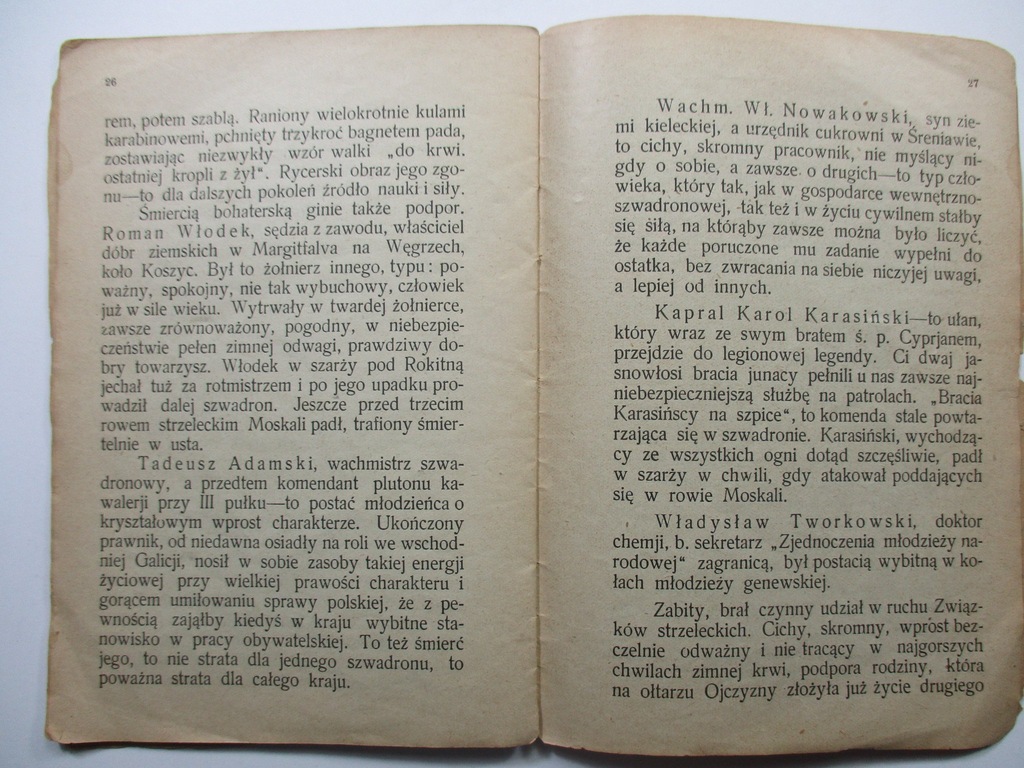 26
rem, potem szablą. Raniony wielokrotnie kulami
karabinowemi, pchnięty trzykroć bagnetem pada,
zostawiając niezwykły wzór walki „do krwi.
ostatniej kropli z żył“. Rycerski obraz jego zgo-
nu—to dla dalszych pokoleń źródło nauki i siły.
Śmiercią bohaterską ginie także podpor.
Roman Włodek, sędzia z zawodu, właściciel
dóbr ziemskich w Margitfalva na Węgrzech,
koło Koszyc. Był to żołnierz innego, typu: po-
ważny, spokojny, nie tak wybuchowy, człowiek
już w sile wieku. Wytrwały w twardej żołnierce,
zawsze zrównoważony, pogodny, w niebezpie-
czeństwie pełen zimnej odwagi, prawdziwy do-
bry towarzysz. Włodek w szarży pod Rokitną
jechał tuż za rotmistrzem i po jego upadku pro-
wadził dalej szwadron. Jeszcze przed trzecim
rowem strzeleckim Moskali padł, trafiony śmier-
telnie w usta.
Tadeusz Adamski, wachmistrz szwa-
dronowy, a przedtem komendant plutonu ka-
walerji przy III pułku—to postać młodzieńca o
kryształowym wprost charakterze. Ukończony
prawnik, od niedawna osiadły na roli we wschod-
niej Galicji, nosił w sobie zasoby takiej energji
życiowej przy wielkiej prawości charakteru i
gorącem umiłowaniu sprawy polskiej, że z pe-
wnością zająłby kiedyś w kraju wybitne sta-
nowisko w pracy obywatelskiej. To też śmierć
jego, to nie strata dla jednego szwadronu, to
poważna strata dla całego kraju.
27
Wachm. Wł. Nowakowski, syn zie-
mi kieleckiej, a urzędnik cukrowni w Śreniawie,
to cichy, skromny pracownik, nie myślący ni-
gdy o sobie, a zawsze o drugich—to typ czło-
wieka, który tak, jak w gospodarce wewnętrzno-
szwadronowej, tak też i w życiu cywilnem stałby
się siłą, na którąby zawsze można było liczyć,
że każde poruczone mu zadanie wypełni do
ostatka, bez zwracania na siebie niczyjej uwagi,
a lepiej od innych.
Kapral Karol Karasiński—to ułan,
który wraz ze swym bratem ś. p. Cyprjanem,
przejdzie do legionowej legendy. Ci dwaj ja-
snowłosi bracia junacy pełnili u nas zawsze naj-
niebezpieczniejszą służbę na patrolach. „Bracia
Karasińscy na szpice“, to komenda stale powta-
rzająca się w szwadronie. Karasiński, wychodzą-
cy ze wszystkich ogni dotąd szczęśliwie, padł
w szarży w chwili, gdy atakował poddających
się w rowie Moskali.
Władysław Tworkowski, doktor
chemji, b. sekretarz „Zjednoczenia młodzieży na-
rodowej“ zagranicą, był postacią wybitną w ko-
łach młodzieży genewskiej.
Zabity, brał czynny udział w ruchu Związ-
ków strzeleckich. Cichy, skromny, wprost bez-
czelnie odważny i nie tracący w najgorszych
chwilach zimnej krwi, podpora rodziny, która
na ołtarzu Ojczyzny złożyła już życie drugiego